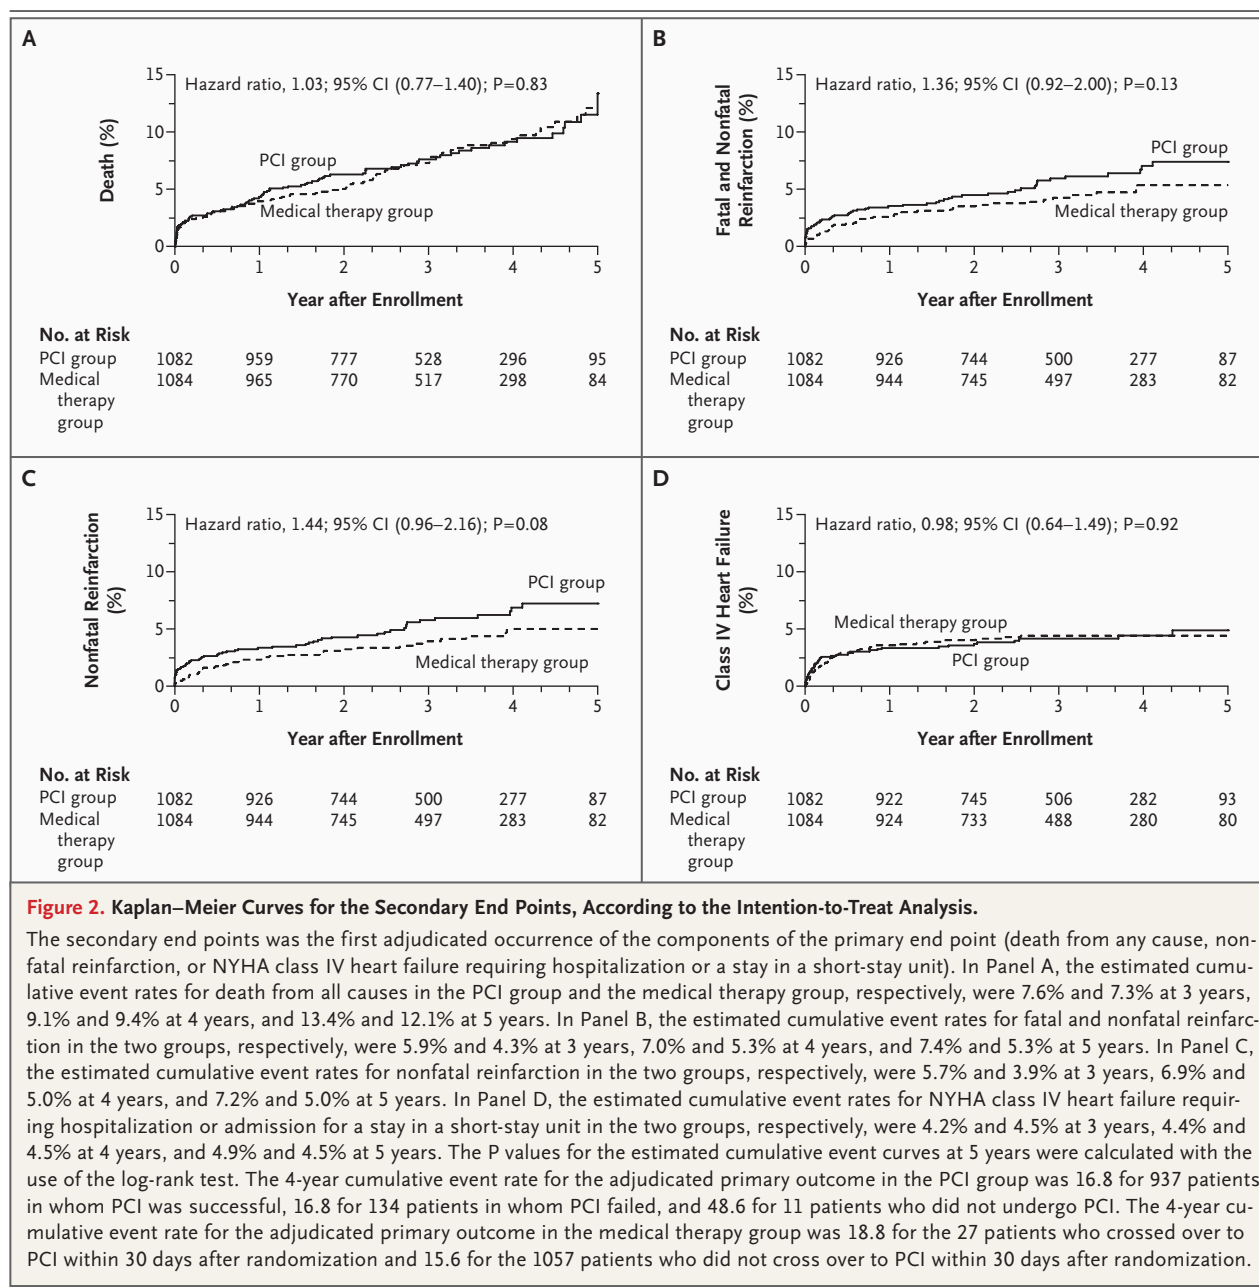 A
15
10
5
0
Death (%)
Hazard ratio, 1.03; 95% CI (0.77–1.40); P=0.83
PCI group
Medical therapy group
0 1 2 3 4 5
Year after Enrollment
No. at Risk
PCI group 1082 959 777 528 296 95
Medical 1084 965 770 517 298 84
therapy
group
B
15
10
5
0
Fatal and Nonfatal
Reinfarction (%)
Hazard ratio, 1.36; 95% CI (0.92–2.00); P=0.13
PCI group
Medical therapy group
0 1 2 3 4 5
Year after Enrollment
No. at Risk
PCI group 1082 926 744 500 277 87
Medical 1084 944 745 497 283 82
therapy
group
C
15
10
5
0
Nonfatal Reinfarction
(%)
Hazard ratio, 1.44; 95% CI (0.96–2.16); P=0.08
PCI group
Medical therapy group
0 1 2 3 4 5
Year after Enrollment
No. at Risk
PCI group 1082 926 744 500 277 87
Medical 1084 944 745 497 283 82
therapy
group
D
15
10
5
0
Class IV Heart Failure
(%)
Hazard ratio, 0.98; 95% CI (0.64–1.49); P=0.92
Medical therapy group
PCI group
0 1 2 3 4 5
Year after Enrollment
No. at Risk
PCI group 1082 922 745 506 282 93
Medical 1084 924 733 488 280 80
therapy
group
Figure 2. Kaplan–Meier Curves for the Secondary End Points, According to the Intention-to-Treat Analysis.
The secondary end points was the first adjudicated occurrence of the components of the primary end point (death from any cause, non-
fatal reinfarction, or NYHA class IV heart failure requiring hospitalization or a stay in a short-stay unit). In Panel A, the estimated cumu-
lative event rates for death from all causes in the PCI group and the medical therapy group, respectively, were 7.6% and 7.3% at 3 years,
9.1% and 9.4% at 4 years, and 13.4% and 12.1% at 5 years. In Panel B, the estimated cumulative event rates for fatal and nonfatal reinfarc-
tion in the two groups, respectively, were 5.9% and 4.3% at 3 years, 7.0% and 5.3% at 4 years, and 7.4% and 5.3% at 5 years. In Panel C,
the estimated cumulative event rates for nonfatal reinfarction in the two groups, respectively, were 5.7% and 3.9% at 3 years, 6.9% and
5.0% at 4 years, and 7.2% and 5.0% at 5 years. In Panel D, the estimated cumulative event rates for NYHA class IV heart failure requir-
ing hospitalization or admission for a stay in a short-stay unit in the two groups, respectively, were 4.2% and 4.5% at 3 years, 4.4% and
4.5% at 4 years, and 4.9% and 4.5% at 5 years. The P values for the estimated cumulative event curves at 5 years were calculated with the
use of the log-rank test. The 4-year cumulative event rate for the adjudicated primary outcome in the PCI group was 16.8 for 937 patients
in whom PCI was successful, 16.8 for 134 patients in whom PCI failed, and 48.6 for 11 patients who did not undergo PCI. The 4-year cu-
mulative event rate for the adjudicated primary outcome in the medical therapy group was 18.8 for the 27 patients who crossed over to
PCI within 30 days after randomization and 15.6 for the 1057 patients who did not cross over to PCI within 30 days after randomization.